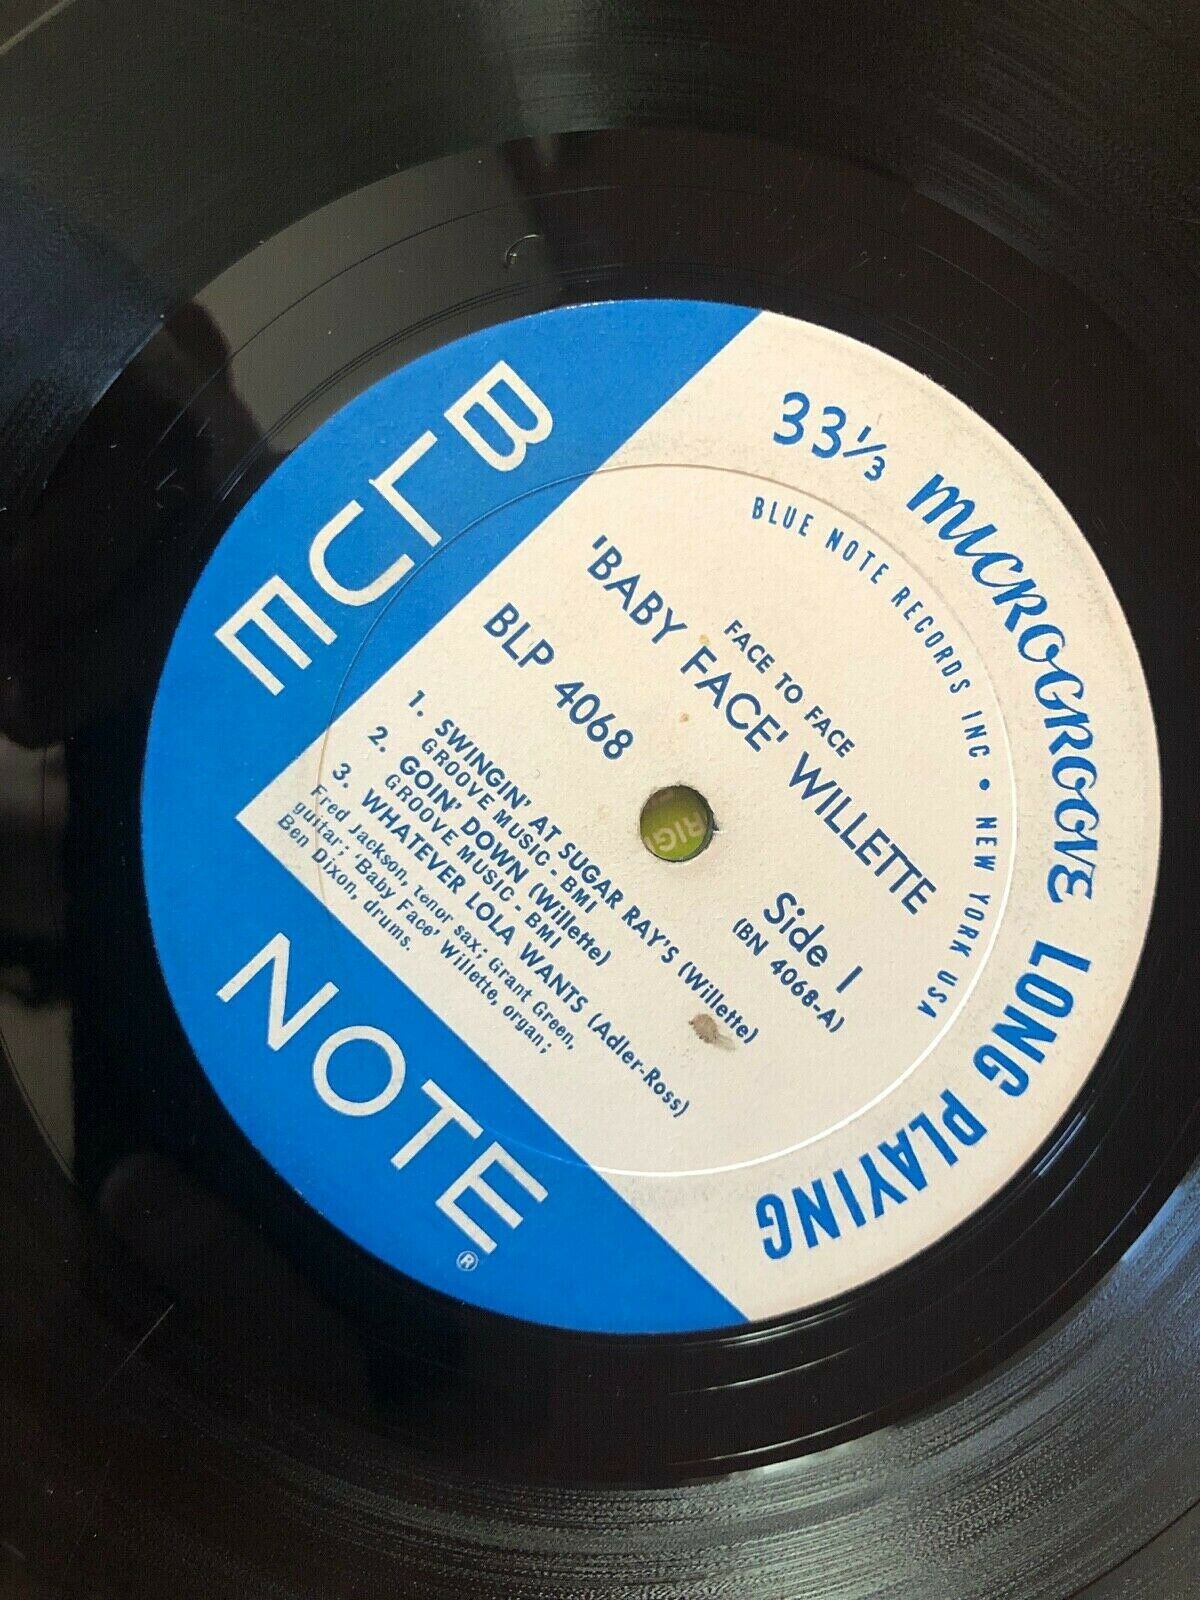 BLUE
NOTE
®
33⅓ MICROGROOVE LONG PLAYING
BLUE NOTE RECORDS INC • NEW YORK USA
FACE TO FACE
'BABY FACE' WILLETTE
BLP 4068
Side 1
(BN 4068-A)
1. SWINGIN' AT SUGAR RAY'S (Willette)
GROOVE MUSIC - BMI
2. GOIN' DOWN (Willette)
GROOVE MUSIC - BMI
3. WHATEVER LOLA WANTS (Adler-Ross)
Fred Jackson, tenor sax; Grant Green,
guitar; 'Baby Face' Willette, organ;
Ben Dixon, drums.